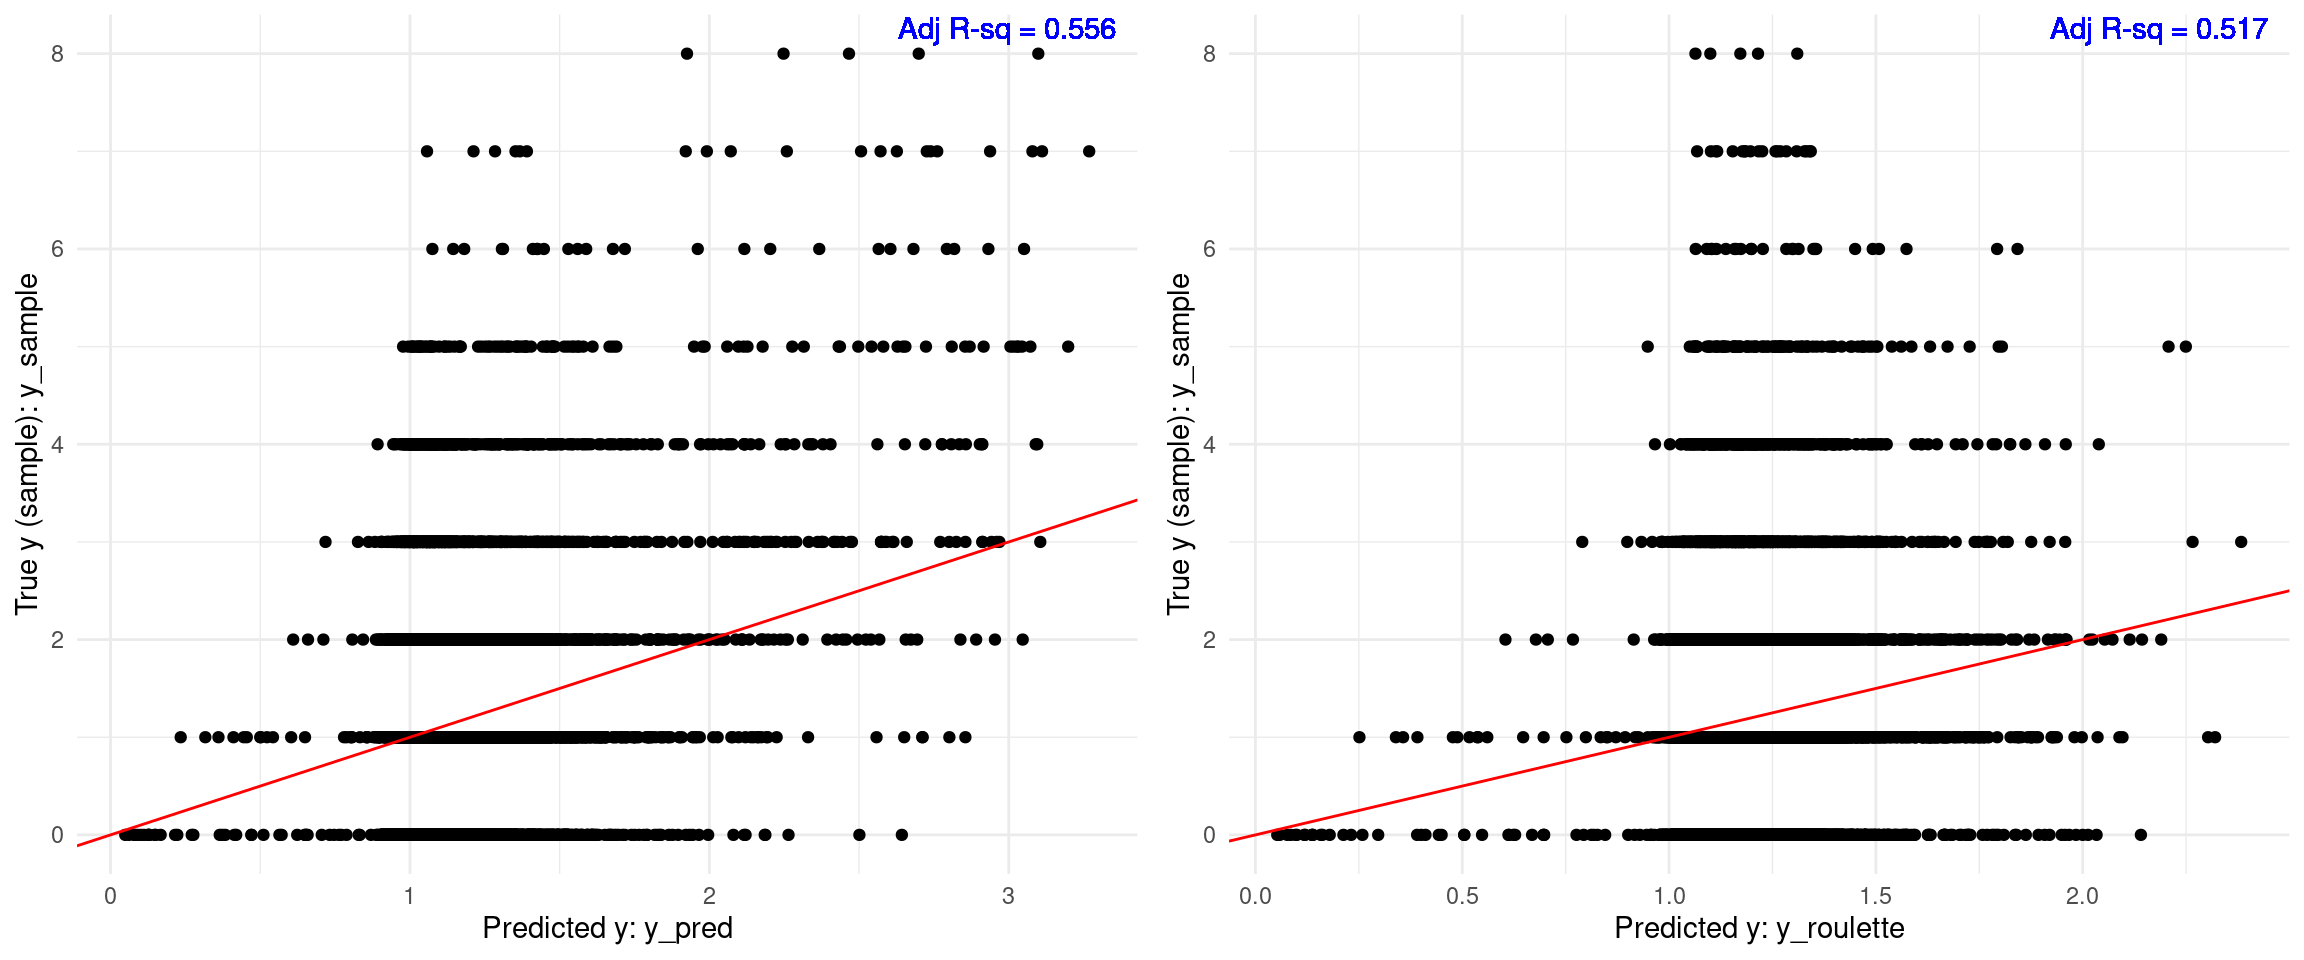 Adj R-sq = 0.556
8
6
4
2
0
True y (sample): y_sample
0 1 2 3
Predicted y: y_pred
Adj R-sq = 0.517
8
6
4
2
0
True y (sample): y_sample
0.0 0.5 1.0 1.5 2.0
Predicted y: y_roulette